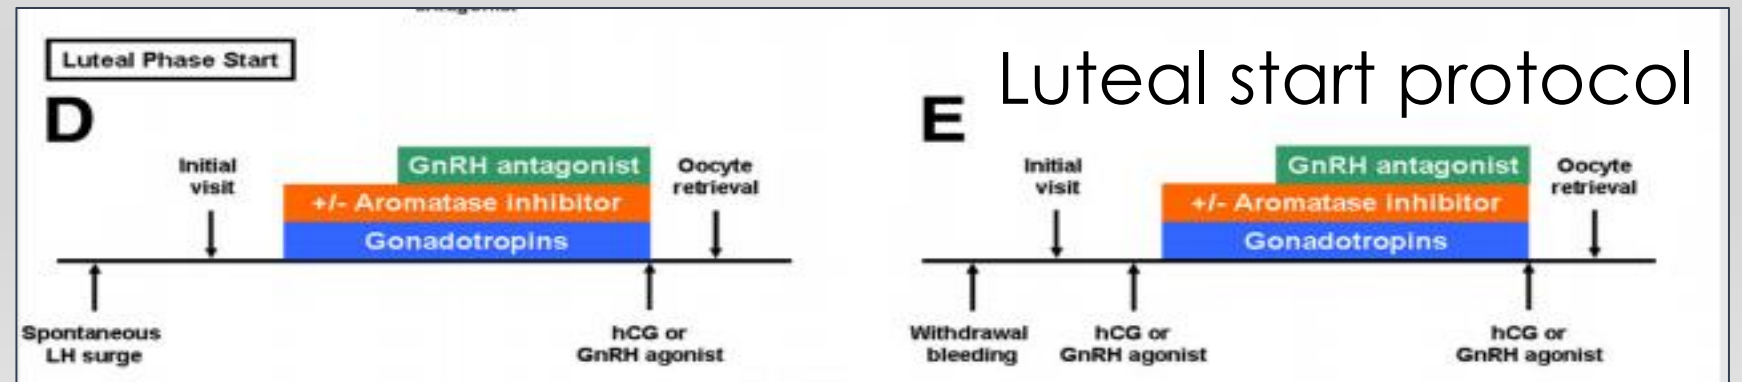 Luteal Phase Start
Luteal start protocol
D
Initial
visit
GnRH antagonist
+/- Aromatase inhibitor
Gonadotropins
Oocyte
retrieval
Spontaneous
LH surge
hCG or
GnRH agonist
E
Initial
visit
GnRH antagonist
+/- Aromatase inhibitor
Gonadotropins
Oocyte
retrieval
Withdrawal
bleeding
hCG or
GnRH agonist
hCG or
GnRH agonist